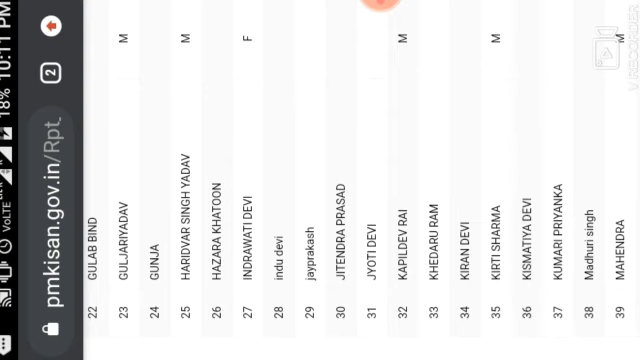 VoLTE 18% 10:11 PM
pmkisan.gov.in/Rpt_
2
22 GULAB BIND
23 GULJARIYADAV M
24 GUNJA
25 HARIDVAR SINGH YADAV M
26 HAZARA KHATOON
27 INDRAWATI DEVI F
28 indu devi
29 jayprakash
30 JITENDRA PRASAD
31 JYOTI DEVI
32 KAPILDEV RAI M
33 KHEDARU RAM
34 KIRAN DEVI
35 KIRTI SHARMA M
36 KISMATIYA DEVI
37 KUMARI PRIYANKA
38 Madhuri singh
39 MAHENDRA M
V RECORDER